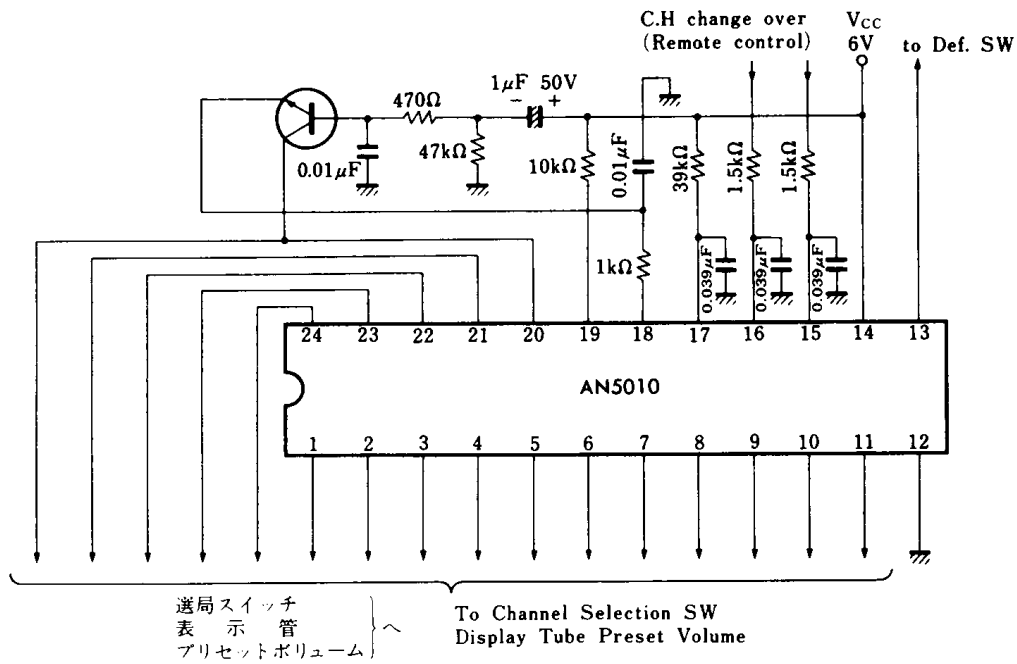 C.H change over
(Remote control)
VCC
6V
to Def. SW
1μF 50V
− +
470Ω
47kΩ
0.01μF
10kΩ
0.01μF
39kΩ
1.5kΩ
1.5kΩ
1kΩ
0.039μF
0.039μF
0.039μF
24 23 22 21 20 19 18 17 16 15 14 13
AN5010
1 2 3 4 5 6 7 8 9 10 11 12
選局スイッチ
表示管
プリセットボリューム
へ
To Channel Selection SW
Display Tube Preset Volume